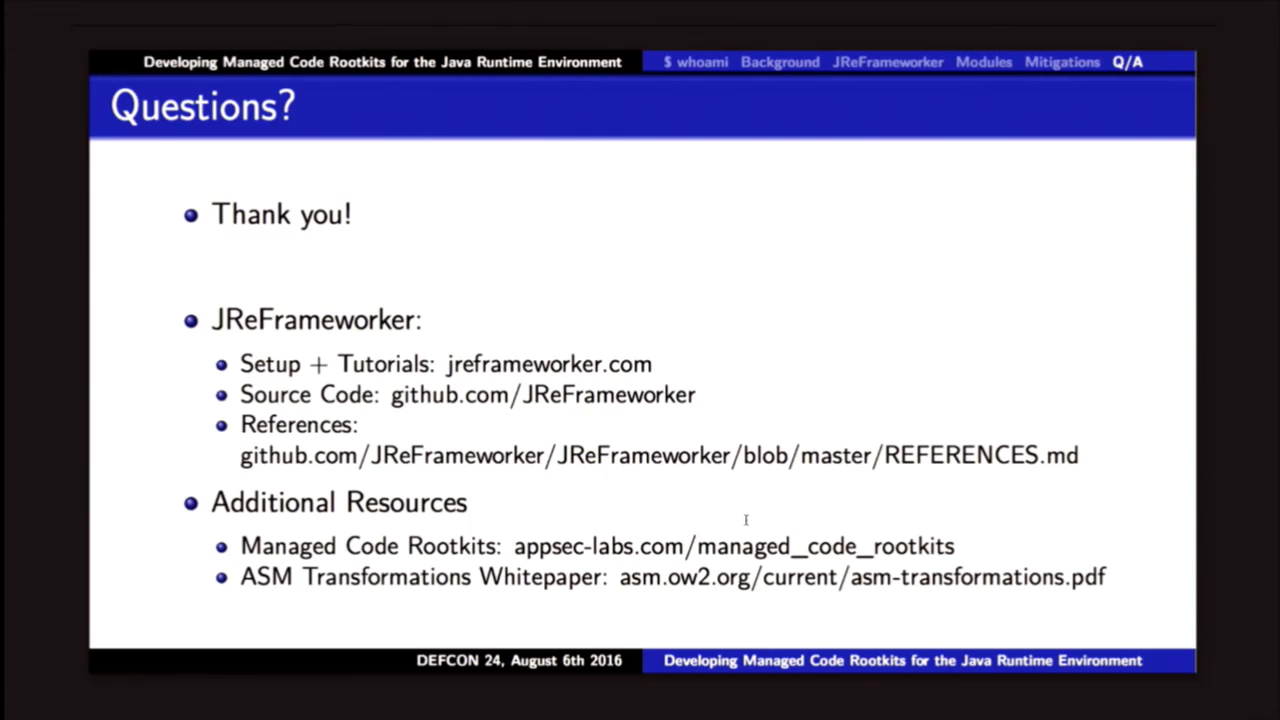 Developing Managed Code Rootkits for the Java Runtime Environment
$ whoami Background JReFrameworker Modules Mitigations Q/A
Questions?
Thank you!
JReFrameworker:
Setup + Tutorials: jreframeworker.com
Source Code: github.com/JReFrameworker
References:
github.com/JReFrameworker/JReFrameworker/blob/master/REFERENCES.md
Additional Resources
Managed Code Rootkits: appsec-labs.com/managed_code_rootkits
ASM Transformations Whitepaper: asm.ow2.org/current/asm-transformations.pdf
DEFCON 24, August 6th 2016
Developing Managed Code Rootkits for the Java Runtime Environment